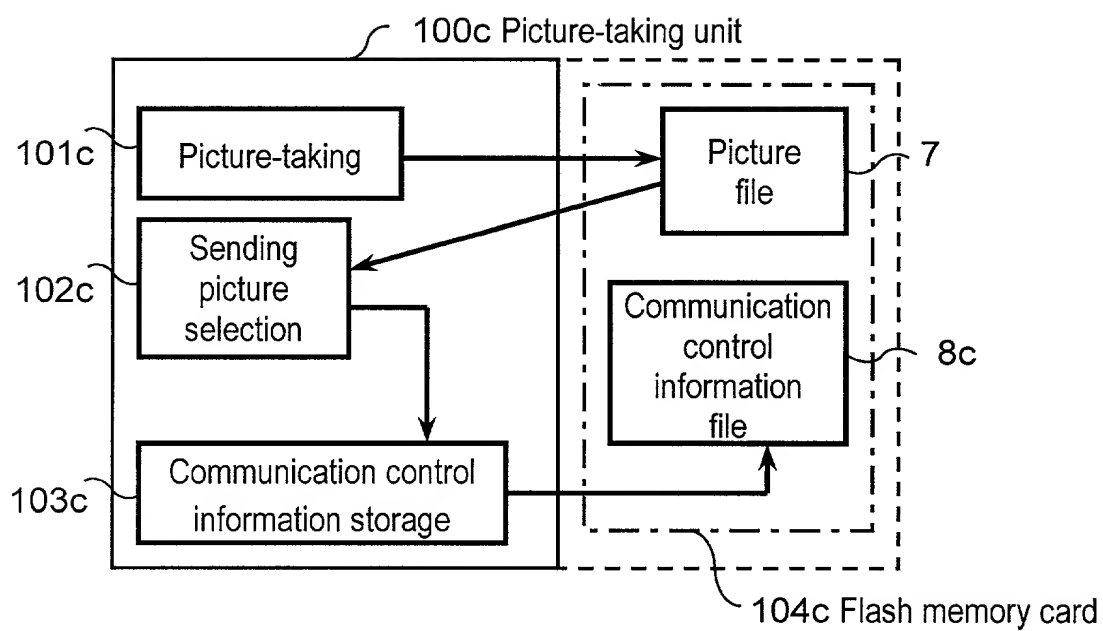 100c Picture-taking unit
101c
Picture-taking
Picture
file
7
102c
Sending
picture
selection
Communication
control
information
file
8c
103c
Communication control
information storage
104c Flash memory card